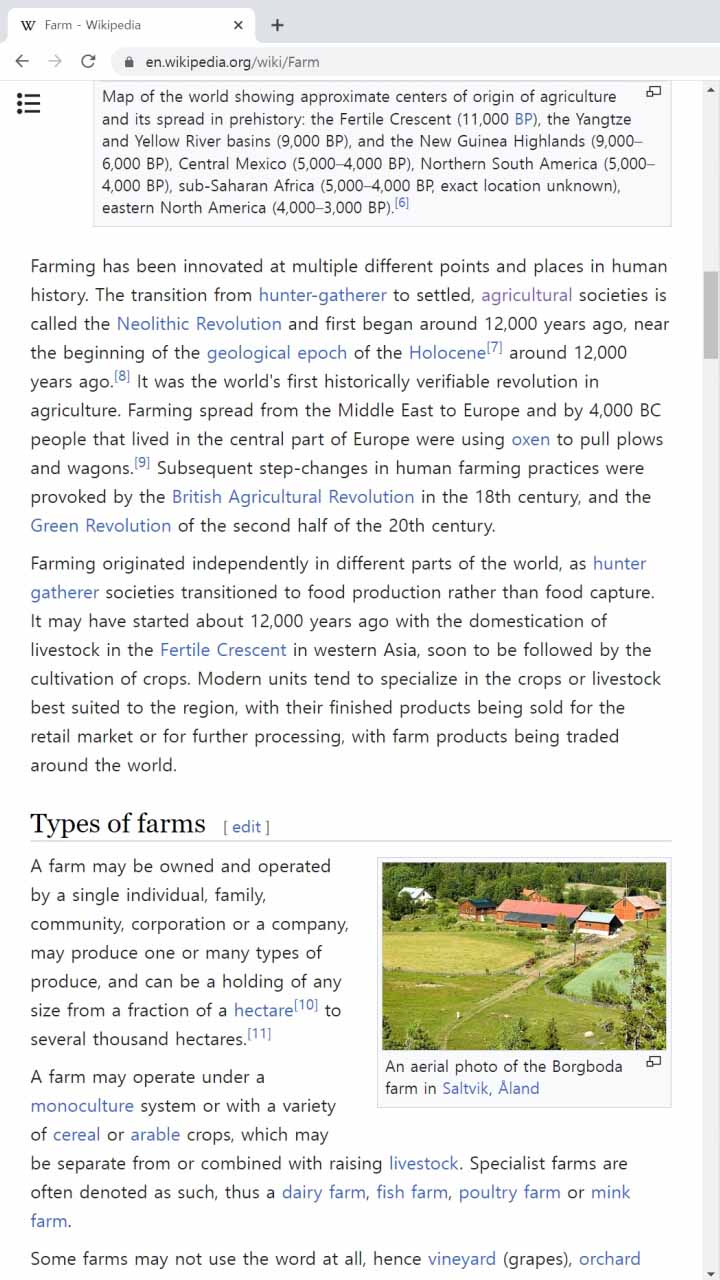 Farm - Wikipedia
en.wikipedia.org/wiki/Farm
Map of the world showing approximate centers of origin of agriculture
and its spread in prehistory: the Fertile Crescent (11,000 BP), the Yangtze
and Yellow River basins (9,000 BP), and the New Guinea Highlands (9,000–
6,000 BP), Central Mexico (5,000–4,000 BP), Northern South America (5,000–
4,000 BP), sub-Saharan Africa (5,000–4,000 BP, exact location unknown),
eastern North America (4,000–3,000 BP).[6]
Farming has been innovated at multiple different points and places in human
history. The transition from hunter-gatherer to settled, agricultural societies is
called the Neolithic Revolution and first began around 12,000 years ago, near
the beginning of the geological epoch of the Holocene[7] around 12,000
years ago.[8] It was the world's first historically verifiable revolution in
agriculture. Farming spread from the Middle East to Europe and by 4,000 BC
people that lived in the central part of Europe were using oxen to pull plows
and wagons.[9] Subsequent step-changes in human farming practices were
provoked by the British Agricultural Revolution in the 18th century, and the
Green Revolution of the second half of the 20th century.
Farming originated independently in different parts of the world, as hunter
gatherer societies transitioned to food production rather than food capture.
It may have started about 12,000 years ago with the domestication of
livestock in the Fertile Crescent in western Asia, soon to be followed by the
cultivation of crops. Modern units tend to specialize in the crops or livestock
best suited to the region, with their finished products being sold for the
retail market or for further processing, with farm products being traded
around the world.
Types of farms [ edit ]
A farm may be owned and operated
by a single individual, family,
community, corporation or a company,
may produce one or many types of
produce, and can be a holding of any
size from a fraction of a hectare[10] to
several thousand hectares.[11]
An aerial photo of the Borgboda
farm in Saltvik, Åland
A farm may operate under a
monoculture system or with a variety
of cereal or arable crops, which may
be separate from or combined with raising livestock. Specialist farms are
often denoted as such, thus a dairy farm, fish farm, poultry farm or mink
farm.
Some farms may not use the word at all, hence vineyard (grapes), orchard